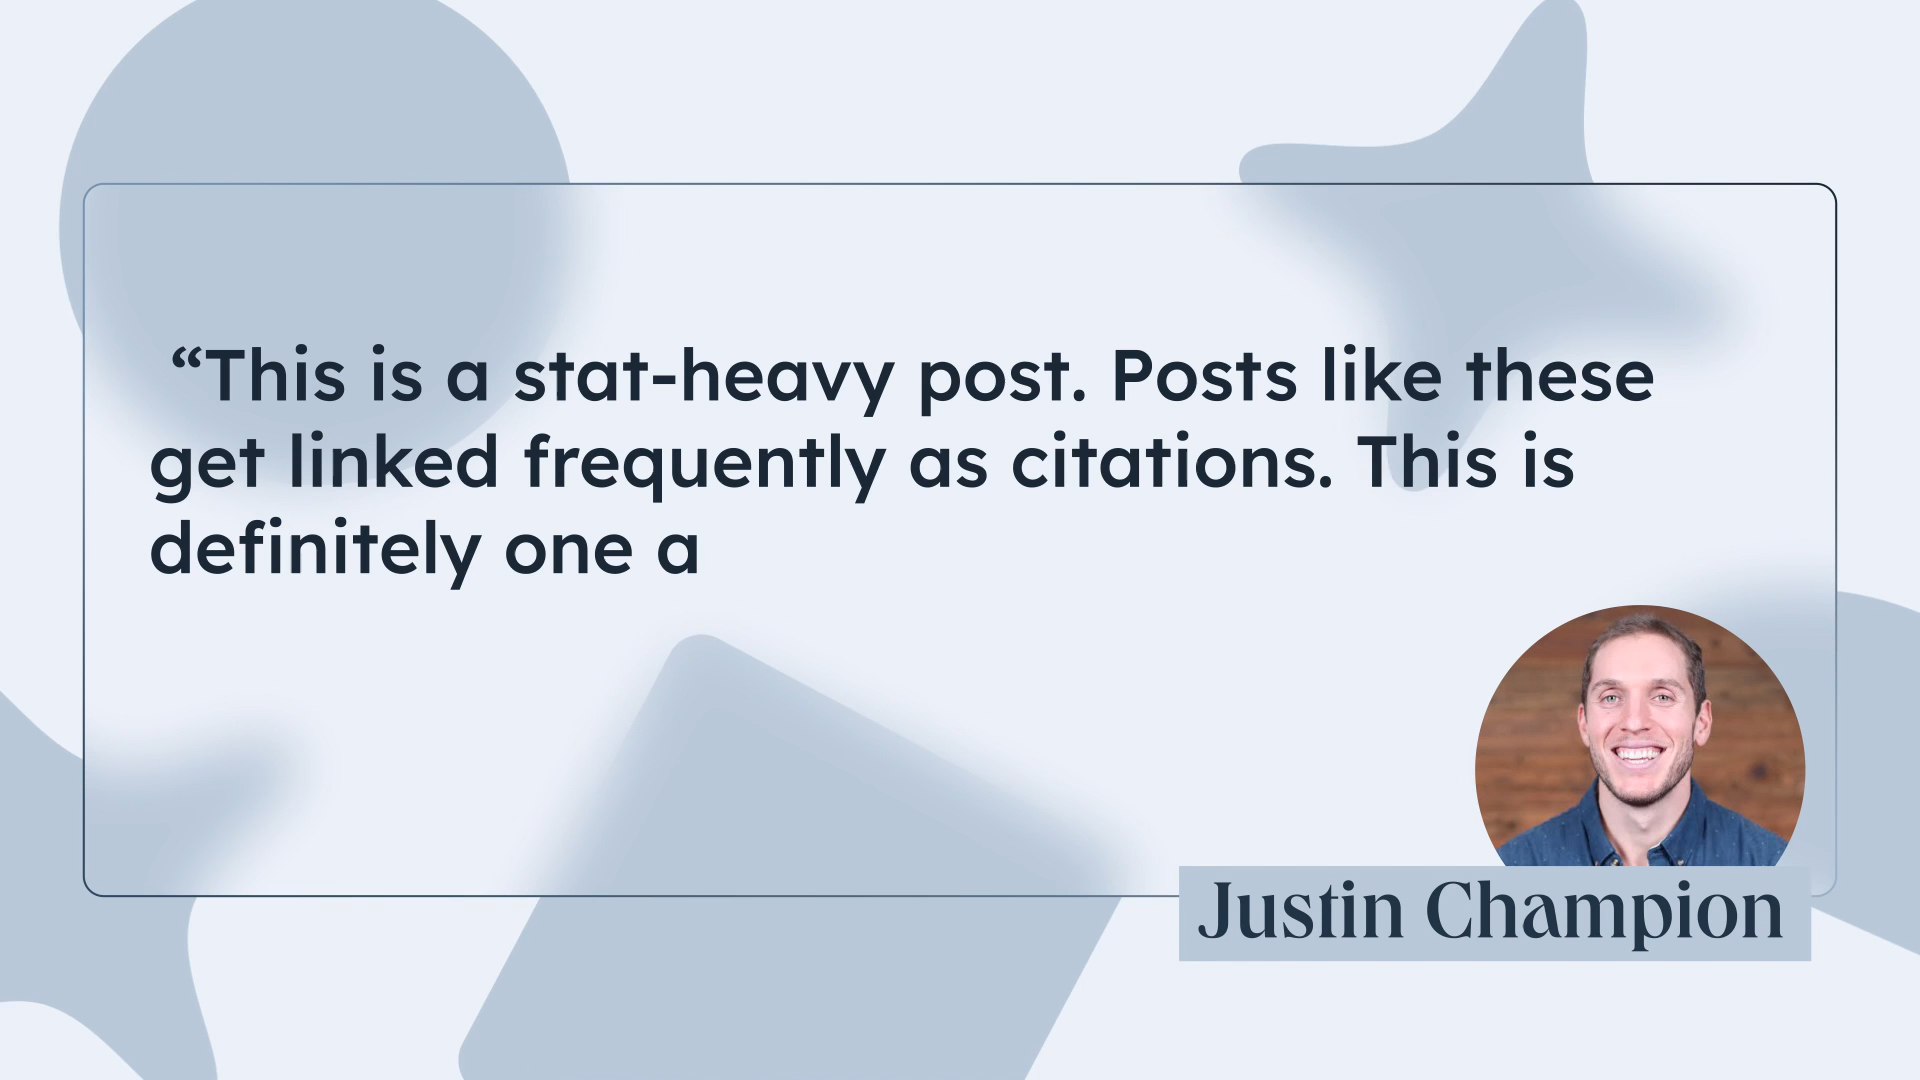 “This is a stat-heavy post. Posts like these
get linked frequently as citations. This is
definitely one a
Justin Champion